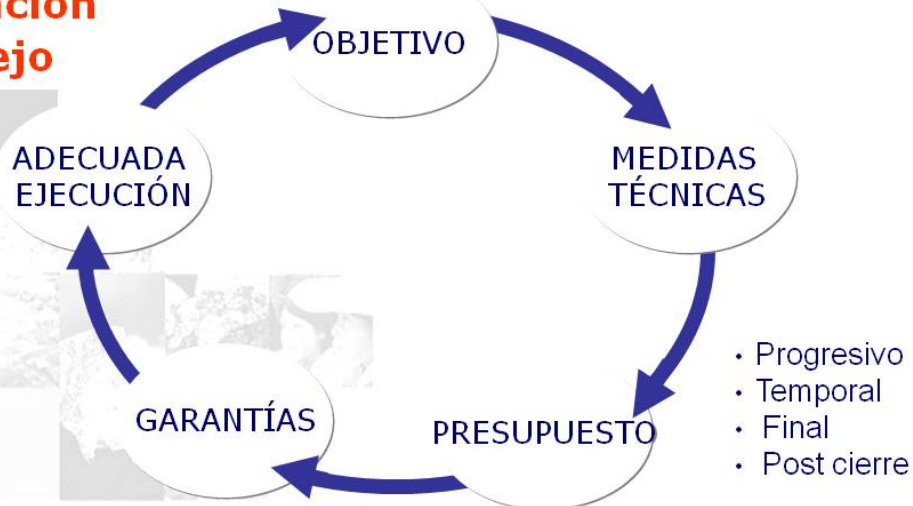 OBJETIVO
ADECUADA
EJECUCIÓN
MEDIDAS
TÉCNICAS
GARANTÍAS
PRESUPUESTO
• Progresivo
• Temporal
• Final
• Post cierre